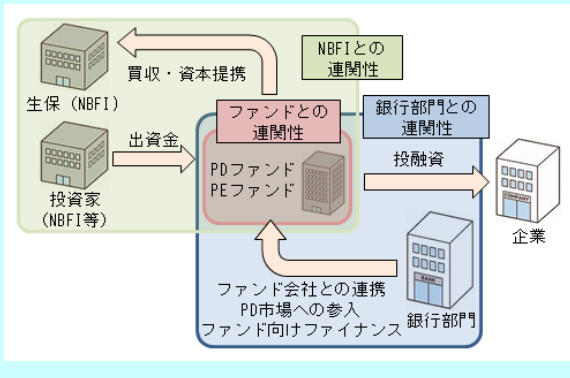 NBFIとの
連関性
買収・資本提携
生保（NBFI）
ファンドとの
連関性
銀行部門との
連関性
出資金
PDファンド
PEファンド
投融資
投資家
（NBFI等）
COMPANY
企業
BANK
ファンド会社との連携
PD市場への参入
ファンド向けファイナンス
銀行部門